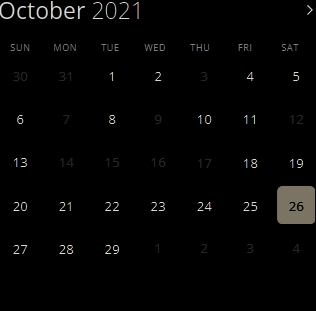 October 2021
SUN MON TUE WED THU FRI SAT
30 31 1 2 3 4 5
6 7 8 9 10 11 12
13 14 15 16 17 18 19
20 21 22 23 24 25 26
27 28 29 1 2 3 4